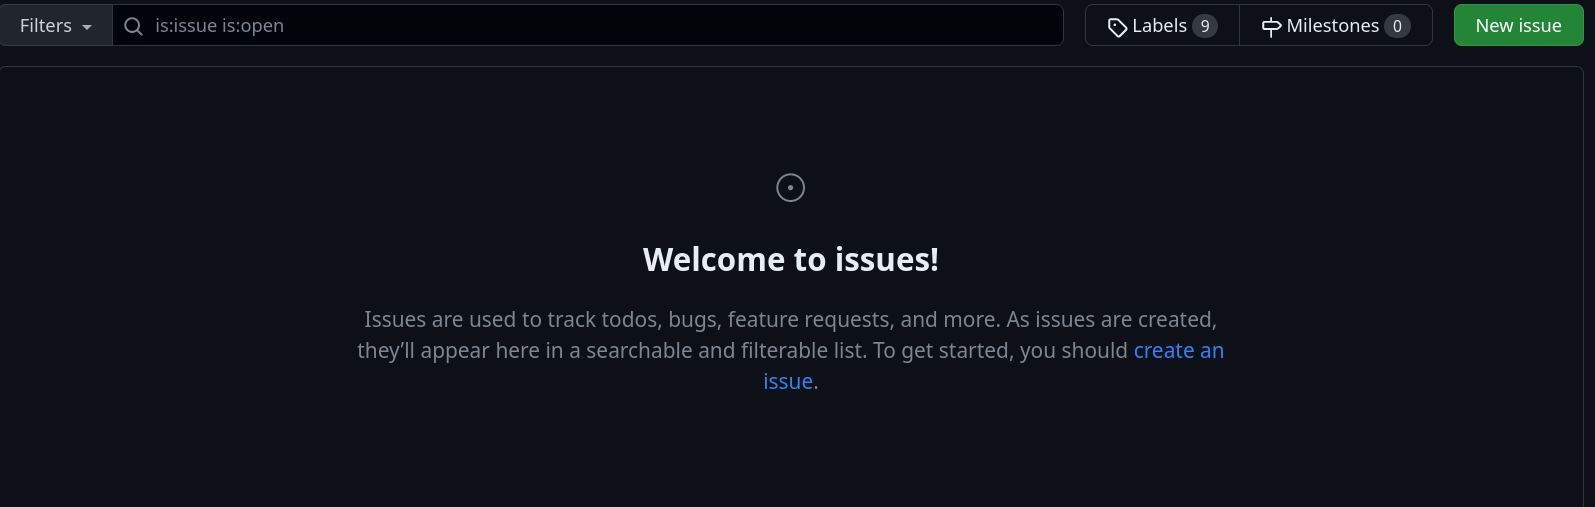 Filters is:issue is:open Labels 9 Milestones 0 New issue
Welcome to issues!
Issues are used to track todos, bugs, feature requests, and more. As issues are created,
they’ll appear here in a searchable and filterable list. To get started, you should create an
issue.